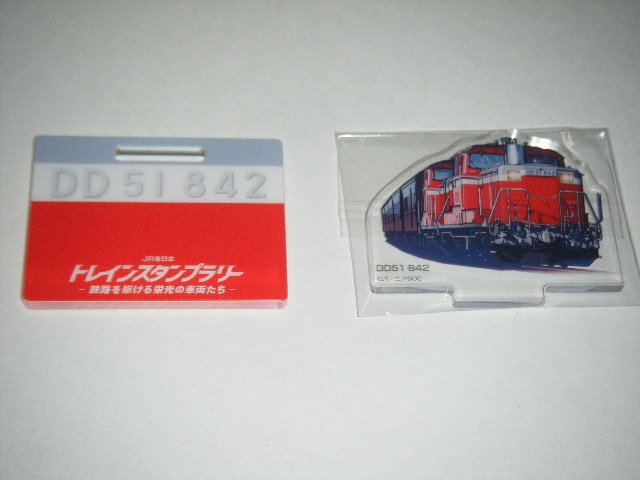 DD 51 842
JR東日本
トレインスタンプラリー
- 鉄路を駆ける栄光の車両たち -
DD51 842